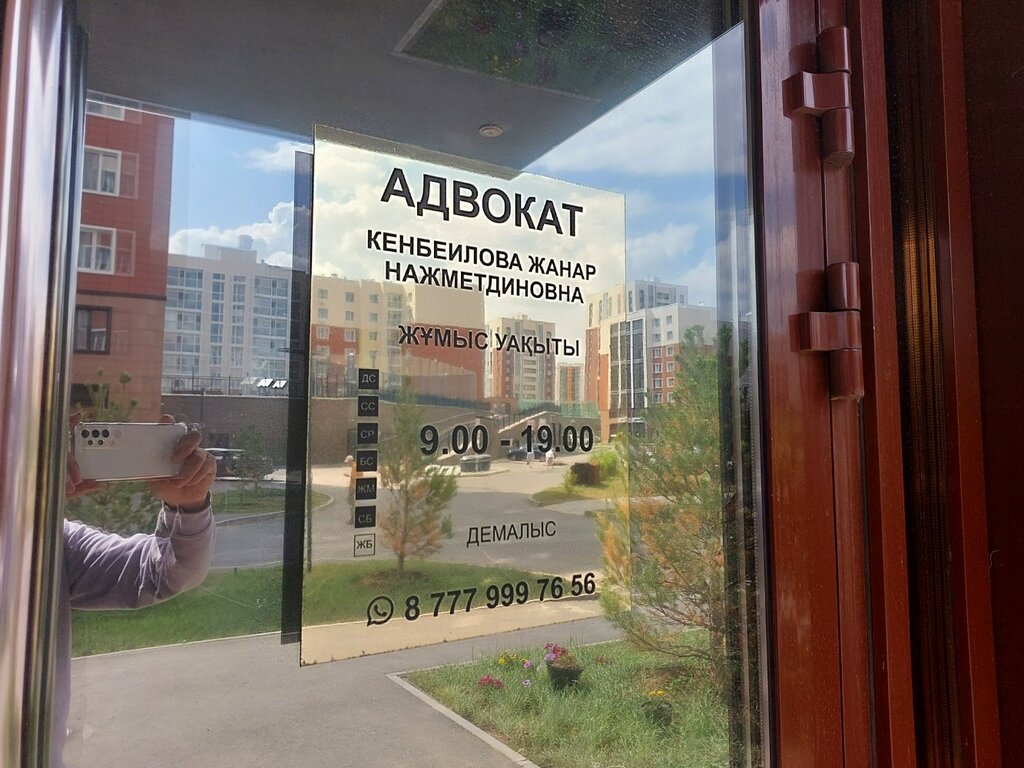 АДВОКАТ
КЕНБЕИЛОВА ЖАНАР
НАЖМЕТДИНОВНА
ЖҰМЫС УАҚЫТЫ
ДС
СС
СР
9.00 - 19.00
БС
ЖМ
СБ
ЖБ ДЕМАЛЫС
8 777 999 76 56